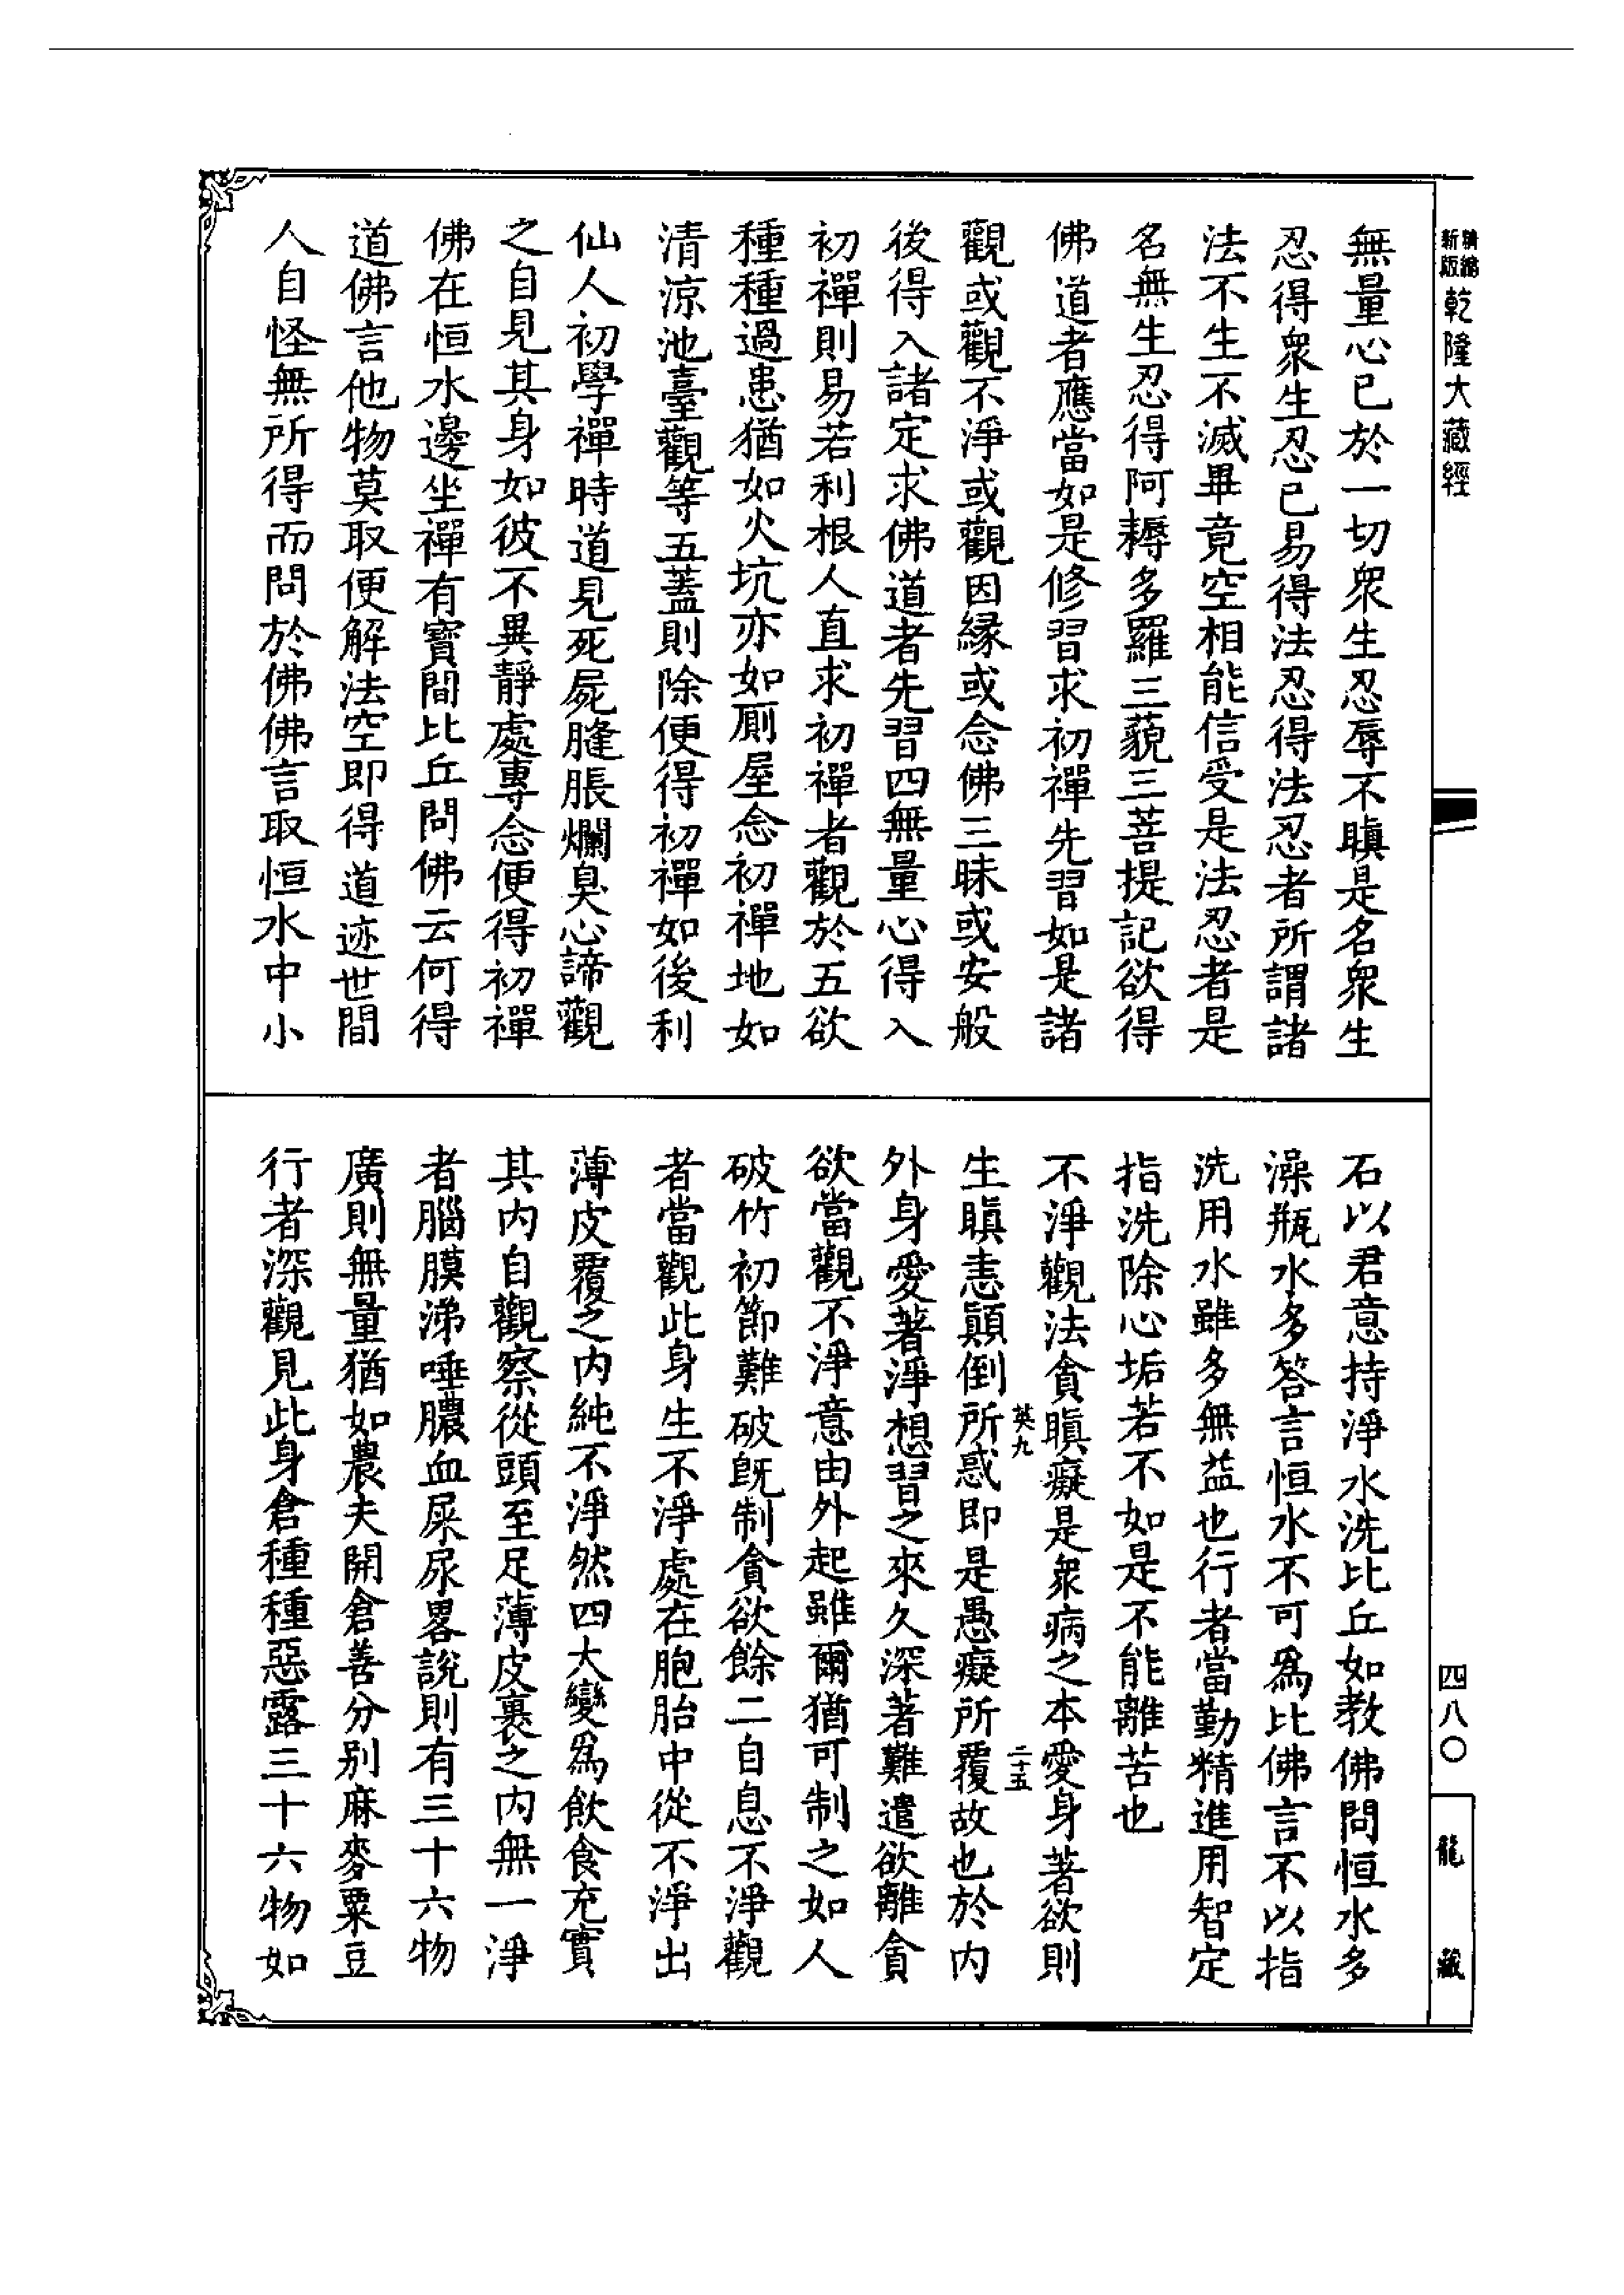 精縮
新版
乾隆大藏經
無量心已於一切衆生忍辱不瞋是名衆生
忍得衆生忍已易得法忍得法忍者所謂諸
法不生不滅畢竟空相能信受是法忍者是
名無生忍得阿耨多羅三藐三菩提記欲得
佛道者應當如是修習求初禪先習如是諸
觀或觀不淨或觀因緣或念佛三昧或安般
後得入諸定求佛道者先習四無量心得入
初禪則易若利根人直求初禪者觀於五欲
種種過患猶如火坑亦如厠屋念初禪地如
清涼池臺觀等五蓋則除便得初禪如後利
仙人初學禪時道見死屍膖脹爛臭心諦觀
之自見其身如彼不異靜處專念便得初禪
佛在恒水邊坐禪有寶間比丘問佛云何得
道佛言他物莫取便解法空即得道迹世間
人自怪無所得而問於佛佛言取恒水中小
石以君意持淨水洗比丘如教佛問恒水多
澡瓶水多答言恒水不可爲比佛言不以指
洗用水雖多無益也行者當勤精進用智定
指洗除心垢若不如是不能離苦也
不淨觀法貪瞋癡是衆病之本愛身著欲則
英九
二十五
生瞋恚顛倒所惑即是愚癡所覆故也於内
外身愛著淨想習之來久深著難遣欲離貪
欲當觀不淨意由外起雖爾猶可制之如人
破竹初節難破旣制貪欲餘二自息不淨觀
者當觀此身生不淨處在胞胎中從不淨出
薄皮覆之内純不淨然四大變爲飲食充實
其内自觀察從頭至足薄皮裹之内無一淨
者腦膜涕唾膿血屎尿畧說則有三十六物
廣則無量猶如農夫開倉善分别麻麥粟豆
行者深觀見此身倉種種惡露三十六物如
四八〇
龍
藏